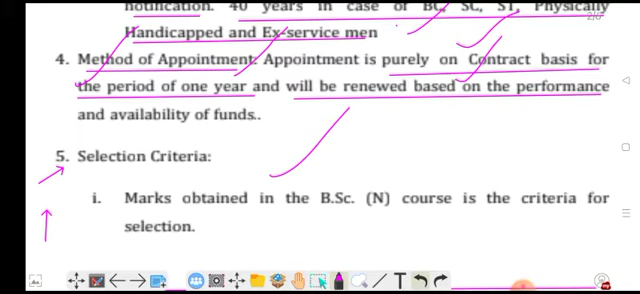 notification. 40 years in case of BC, SC, ST, Physically
Handicapped and Ex-service men
4. Method of Appointment: Appointment is purely on Contract basis for
the period of one year and will be renewed based on the performance
and availability of funds..
5. Selection Criteria:
i. Marks obtained in the B.Sc. (N) course is the criteria for
selection.